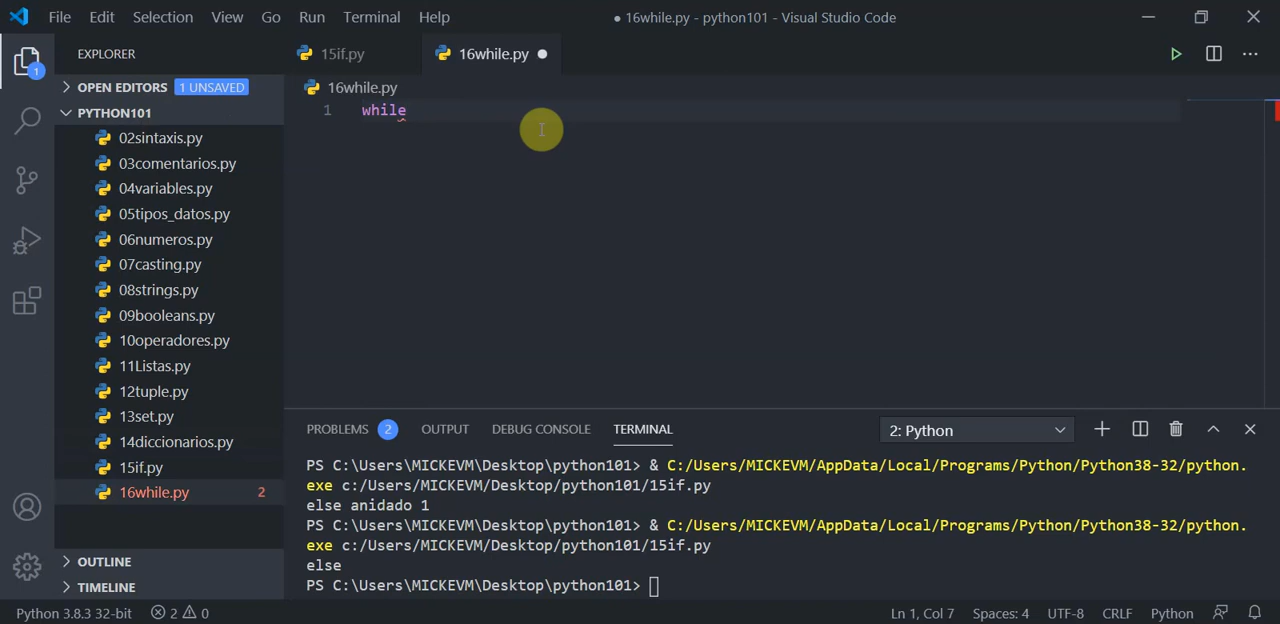 File Edit Selection View Go Run Terminal Help
● 16while.py - python101 - Visual Studio Code
1
EXPLORER
15if.py
16while.py
OPEN EDITORS 1 UNSAVED
PYTHON101
02sintaxis.py
03comentarios.py
04variables.py
05tipos_datos.py
06numeros.py
07casting.py
08strings.py
09booleans.py
10operadores.py
11Listas.py
12tuple.py
13set.py
14diccionarios.py
15if.py
16while.py 2
OUTLINE
TIMELINE
16while.py
1 while
PROBLEMS 2 OUTPUT DEBUG CONSOLE TERMINAL 2: Python
PS C:\Users\MICKEVM\Desktop\python101> & C:/Users/MICKEVM/AppData/Local/Programs/Python/Python38-32/python.
exe c:/Users/MICKEVM/Desktop/python101/15if.py
else anidado 1
PS C:\Users\MICKEVM\Desktop\python101> & C:/Users/MICKEVM/AppData/Local/Programs/Python/Python38-32/python.
exe c:/Users/MICKEVM/Desktop/python101/15if.py
else
PS C:\Users\MICKEVM\Desktop\python101>
Python 3.8.3 32-bit 2 0 Ln 1, Col 7 Spaces: 4 UTF-8 CRLF Python